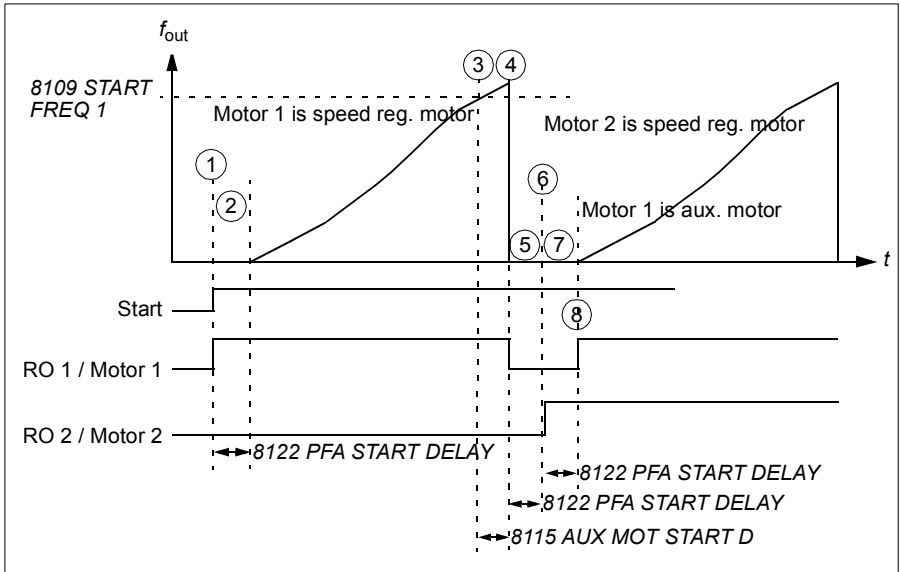 fout
8109 START
FREQ 1
3 4
Motor 1 is speed reg. motor
Motor 2 is speed reg. motor
1
2
6
Motor 1 is aux. motor
5 7
t
Start
8
RO 1 / Motor 1
RO 2 / Motor 2
8122 PFA START DELAY
8122 PFA START DELAY
8122 PFA START DELAY
8115 AUX MOT START D